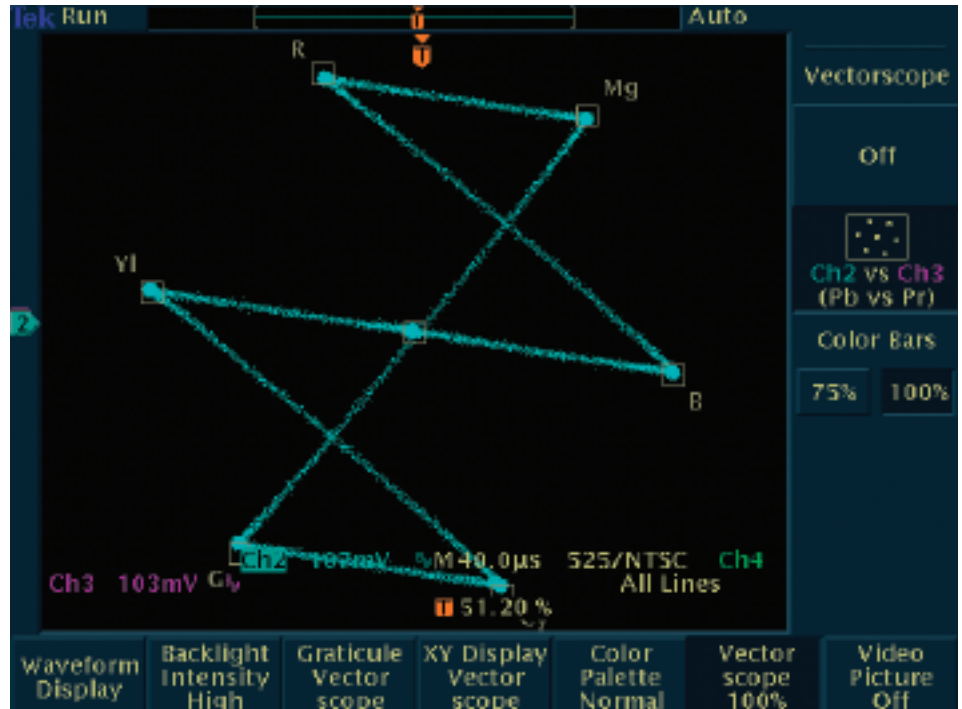 Tek Run
Auto
T
T
R
Mg
Yl
B
2
Ch2
M 40.0µs 525/NTSC Ch4
Ch3 103mV
All Lines
T 51.20 %
Vectorscope
Off
Ch2 vs Ch3
(Pb vs Pr)
Color Bars
75% 100%
Waveform
Display
Backlight
Intensity
High
Graticule
Vector
scope
XY Display
Vector
scope
Color
Palette
Normal
Vector
scope
100%
Video
Picture
Off